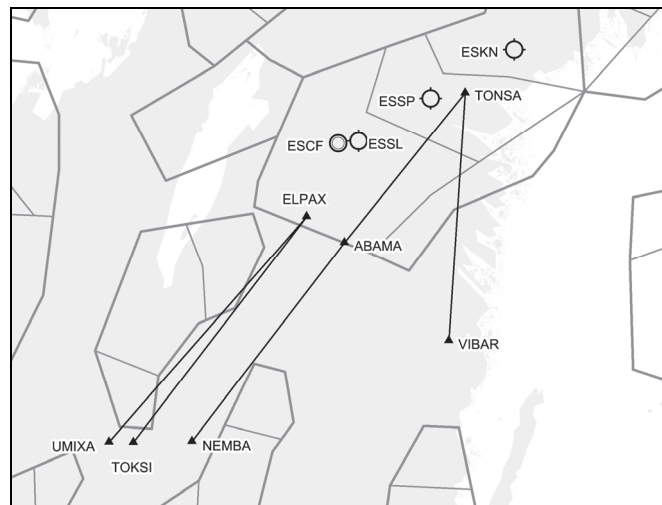 ESKN
TONSA
ESSP
ESCF
ESSL
ELPAX
ABAMA
VIBAR
UMIXA
TOKSI
NEMBA